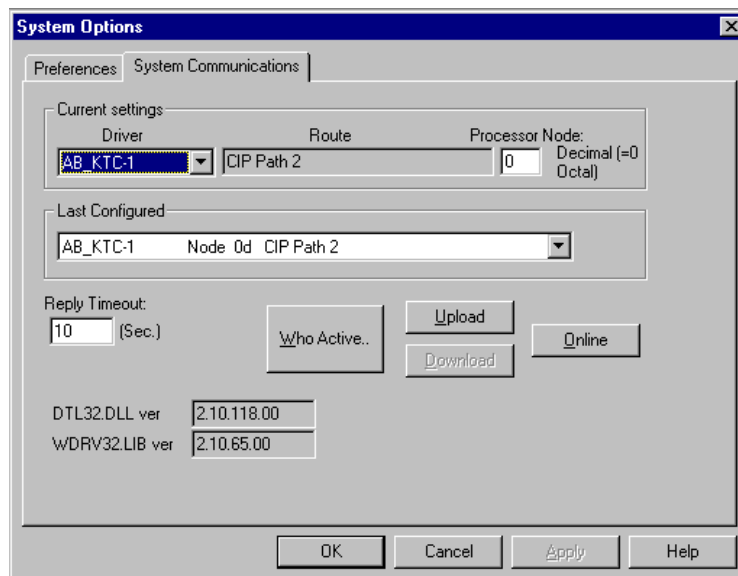 System Options
Preferences System Communications
Current settings
Driver Route Processor Node:
AB_KTC-1 CIP Path 2 0 Decimal (=0
Octal)
Last Configured
AB_KTC-1 Node 0d CIP Path 2
Reply Timeout:
10 (Sec.) Who Active.. Upload Online
Download
DTL32.DLL ver 2.10.118.00
WDRV32.LIB ver 2.10.65.00
OK Cancel Apply Help